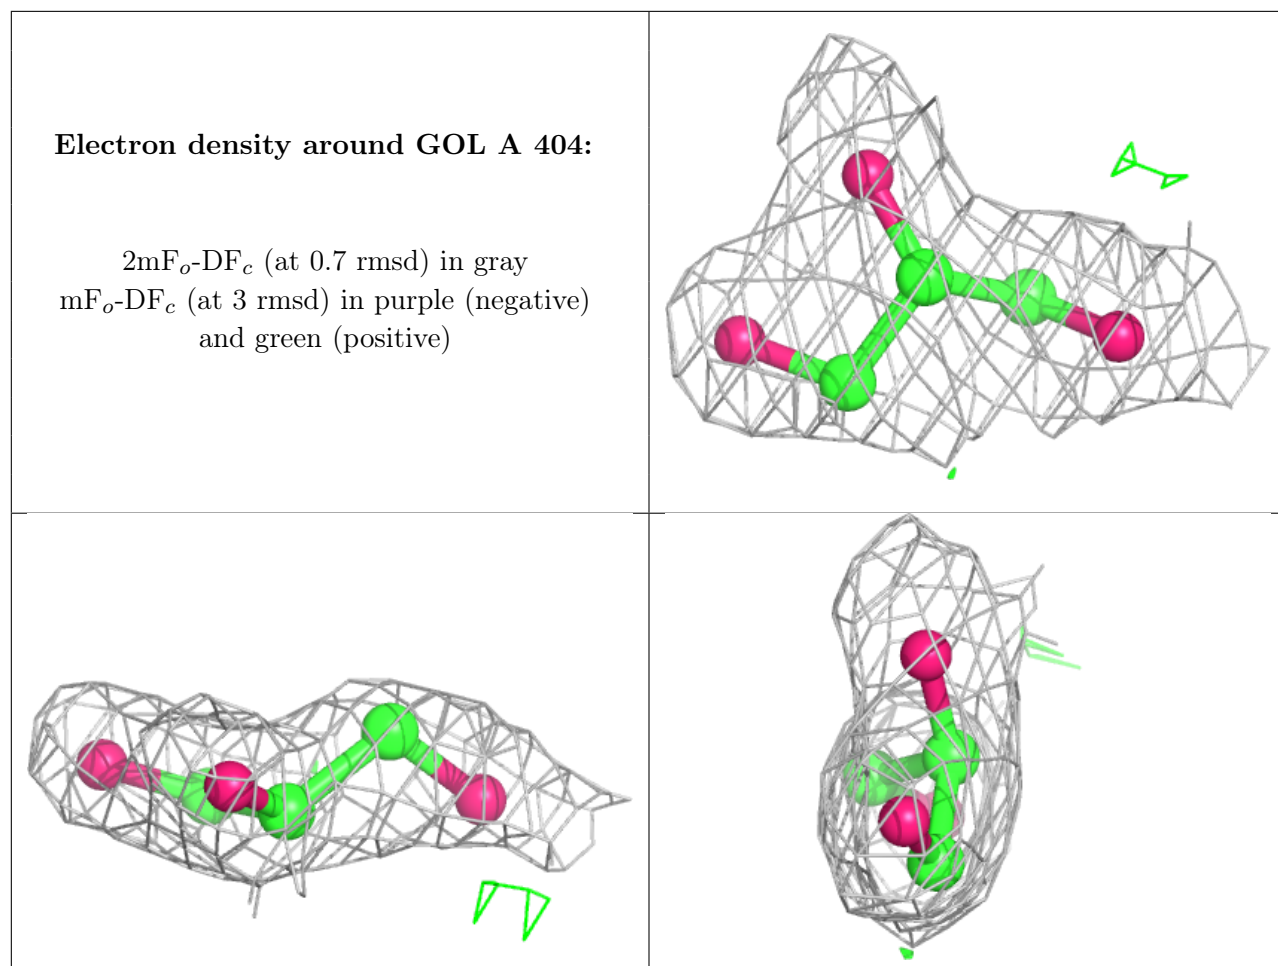 Electron density around GOL A 404:
2mFₒ-DF𝒸 (at 0.7 rmsd) in gray
mFₒ-DF𝒸 (at 3 rmsd) in purple (negative)
and green (positive)